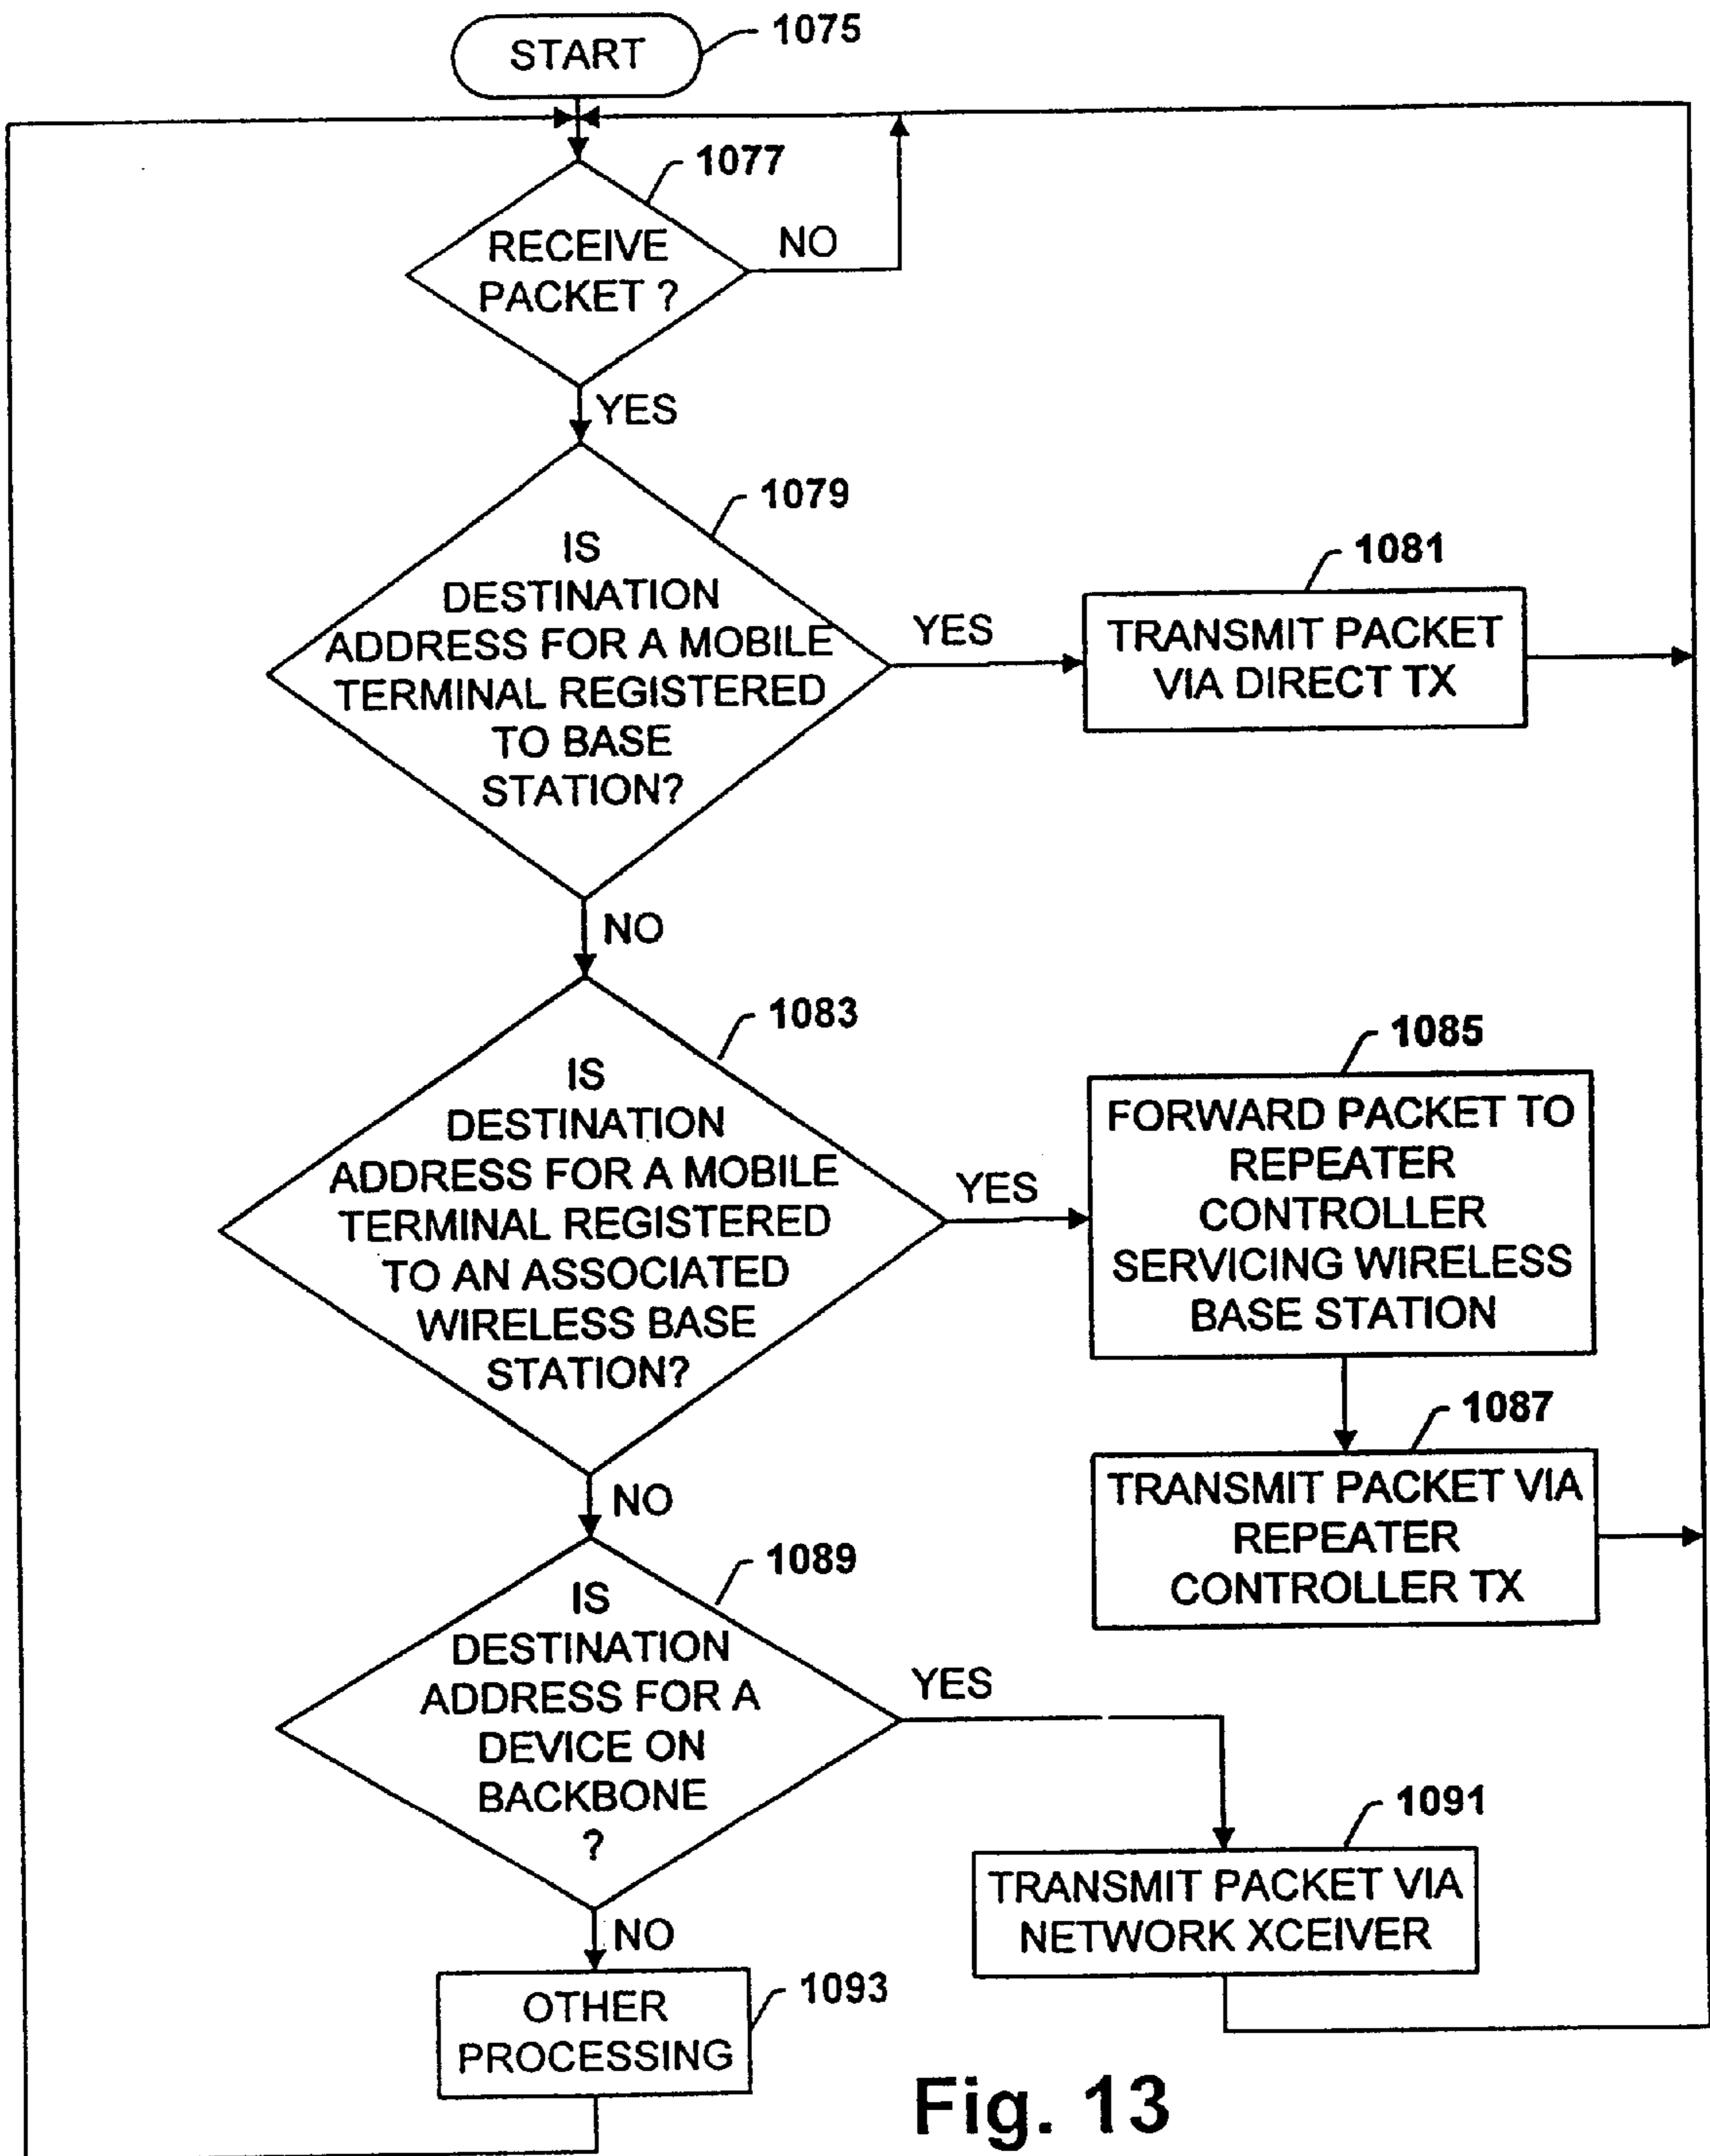 START
1075
1077
RECEIVE
PACKET ?
NO
YES
1079
IS
DESTINATION
ADDRESS FOR A MOBILE
TERMINAL REGISTERED
TO BASE
STATION?
YES
1081
TRANSMIT PACKET
VIA DIRECT TX
NO
1083
IS
DESTINATION
ADDRESS FOR A MOBILE
TERMINAL REGISTERED
TO AN ASSOCIATED
WIRELESS BASE
STATION?
YES
1085
FORWARD PACKET TO
REPEATER
CONTROLLER
SERVICING WIRELESS
BASE STATION
1087
TRANSMIT PACKET VIA
REPEATER
CONTROLLER TX
NO
1089
IS
DESTINATION
ADDRESS FOR A
DEVICE ON
BACKBONE
?
YES
1091
TRANSMIT PACKET VIA
NETWORK XCEIVER
NO
1093
OTHER
PROCESSING
Fig. 13